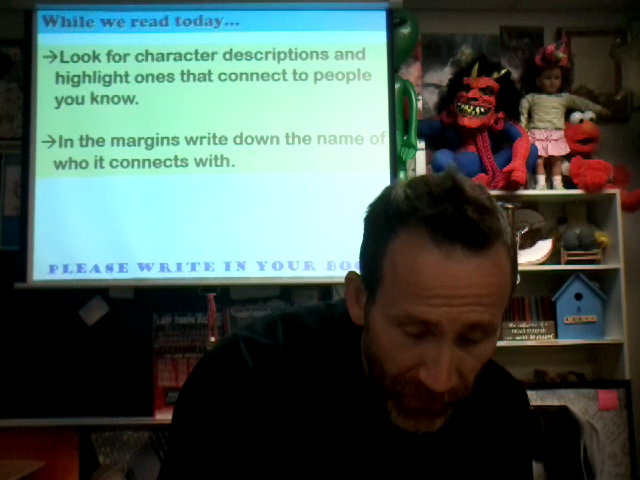 While we read today...
→Look for character descriptions and
highlight ones that connect to people
you know.
→In the margins write down the name of
who it connects with.
PLEASE WRITE IN YOUR